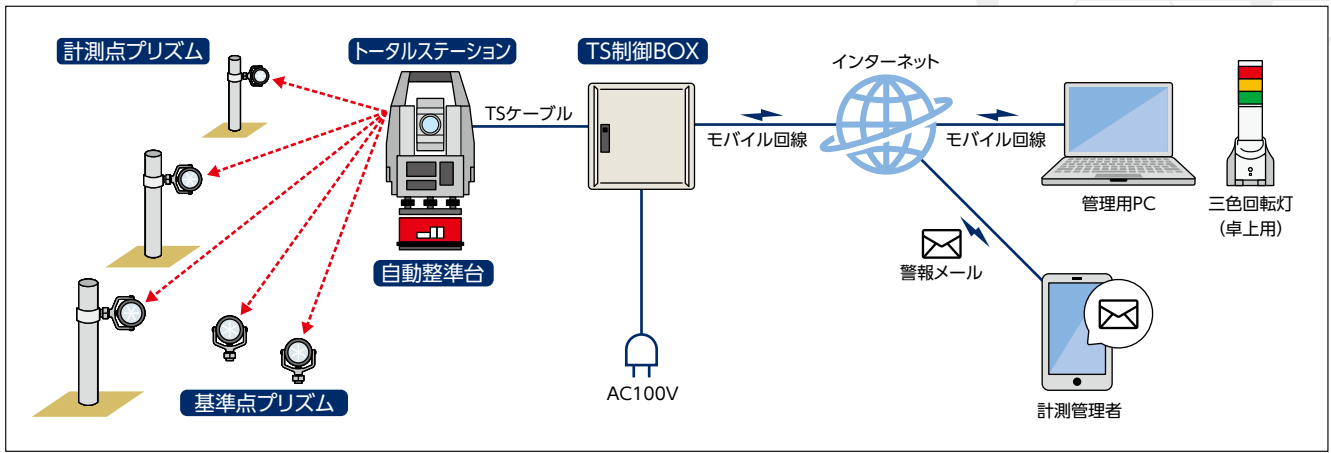 計測点プリズム
トータルステーション
TS制御BOX
インターネット
TSケーブル
モバイル回線
モバイル回線
管理用PC
三色回転灯
(卓上用)
自動整準台
警報メール
AC100V
基準点プリズム
計測管理者